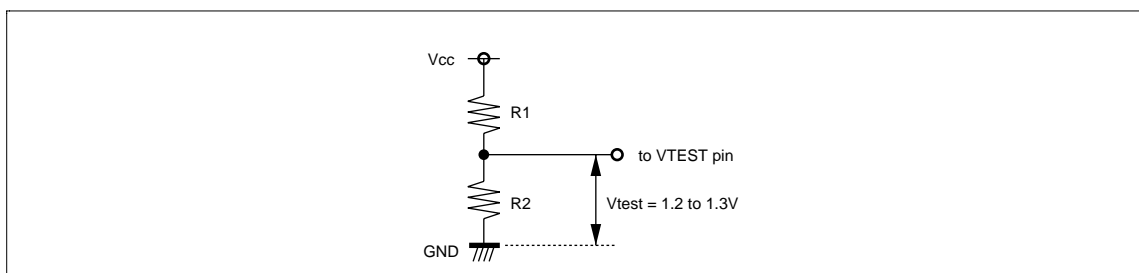 Vcc
R1
to VTEST pin
R2
Vtest = 1.2 to 1.3V
GND